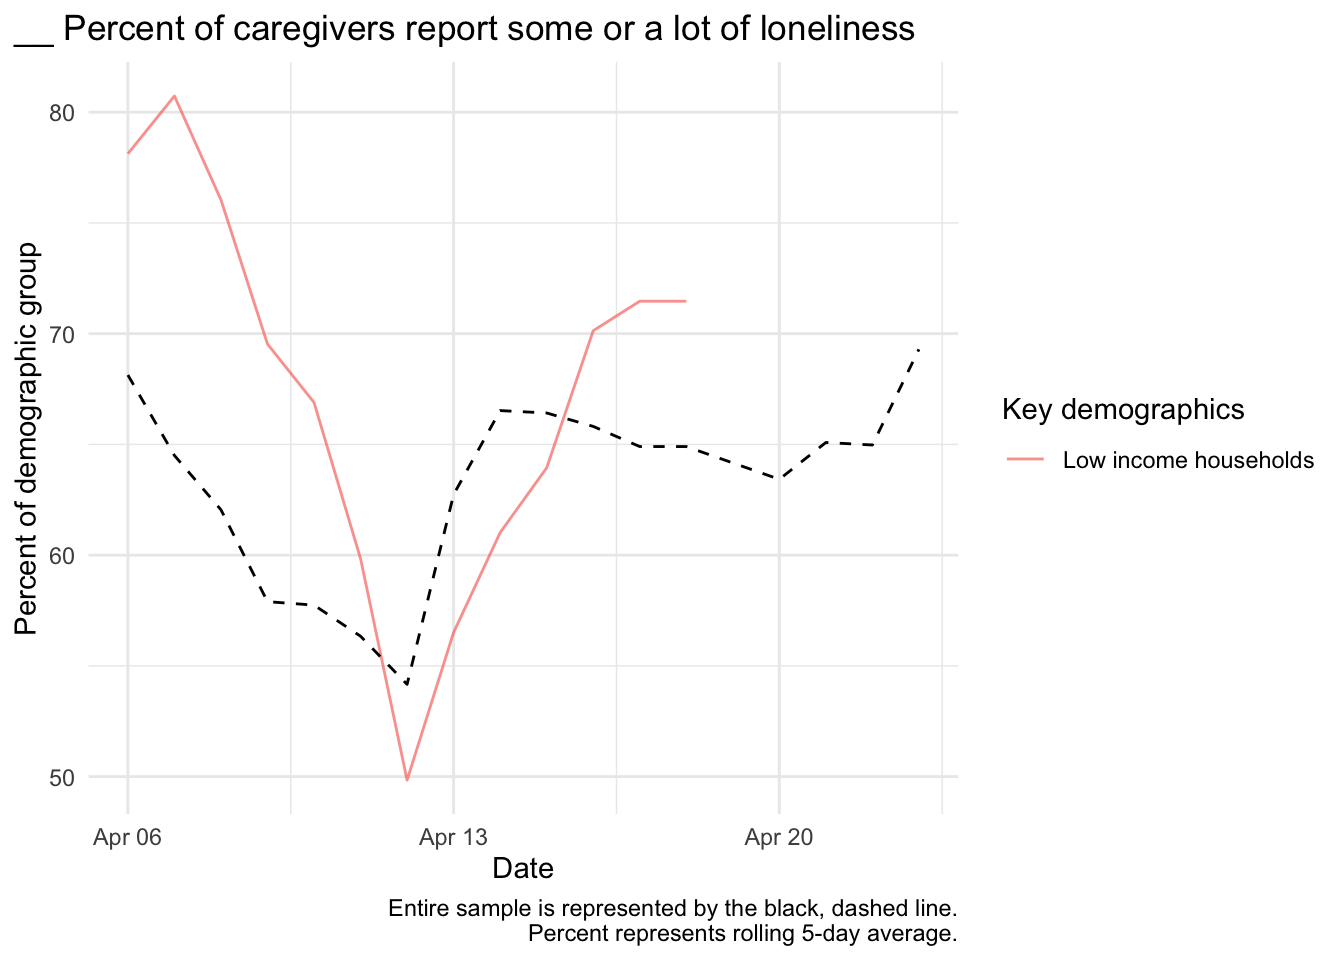 __ Percent of caregivers report some or a lot of loneliness
Percent of demographic group
80
70
60
50
Apr 06
Apr 13
Apr 20
Date
Key demographics
Low income households
Entire sample is represented by the black, dashed line.
Percent represents rolling 5-day average.